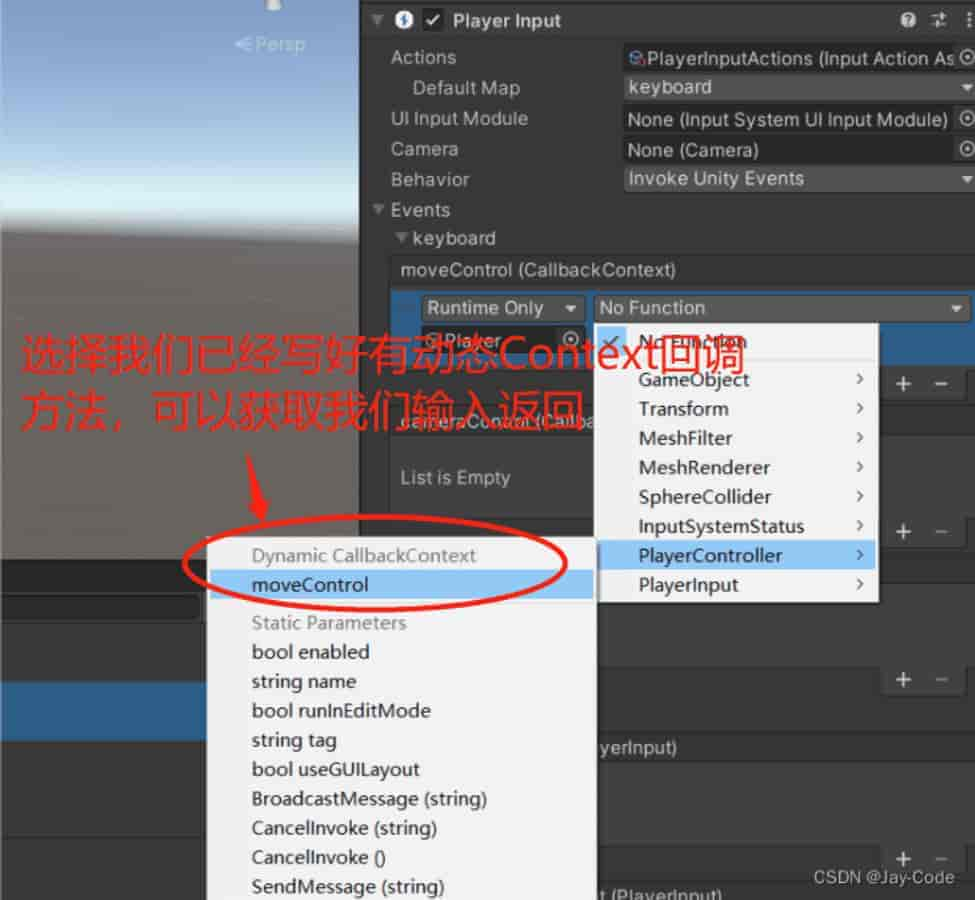 Player Input
Persp
Actions
PlayerInputActions (Input Action As
Default Map
keyboard
UI Input Module
None (Input System UI Input Module)
Camera
None (Camera)
Behavior
Invoke Unity Events
Events
keyboard
moveControl (CallbackContext)
Runtime Only
No Function
Player
No Function
选择我们已经写好有动态Context回调
方法，可以获取我们输入返回
GameObject
Transform
cameraControl (Callba
MeshFilter
MeshRenderer
List is Empty
SphereCollider
InputSystemStatus
PlayerController
PlayerInput
Dynamic CallbackContext
moveControl
Static Parameters
bool enabled
string name
bool runInEditMode
string tag
bool useGUILayout
BroadcastMessage (string)
CancelInvoke (string)
CancelInvoke ()
SendMessage (string)
yerInput)
CSDN @Jay-Code
t (PlayerInput)